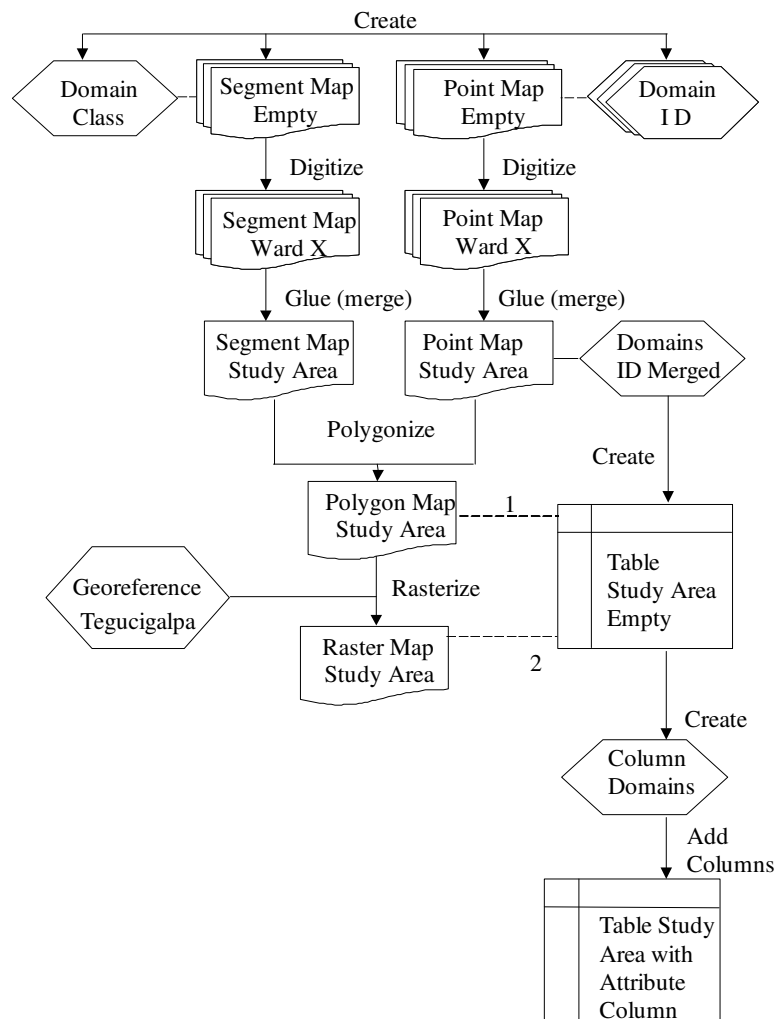 Create
Domain
Class
Segment Map
Empty
Point Map
Empty
Domain
I D
Digitize
Digitize
Segment Map
Ward X
Point Map
Ward X
Glue (merge)
Glue (merge)
Segment Map
Study Area
Point Map
Study Area
Domains
ID Merged
Polygonize
Create
Polygon Map
Study Area
1
Table
Study Area
Empty
Georeference
Tegucigalpa
Rasterize
Raster Map
Study Area
2
Create
Column
Domains
Add
Columns
Table Study
Area with
Attribute
Column